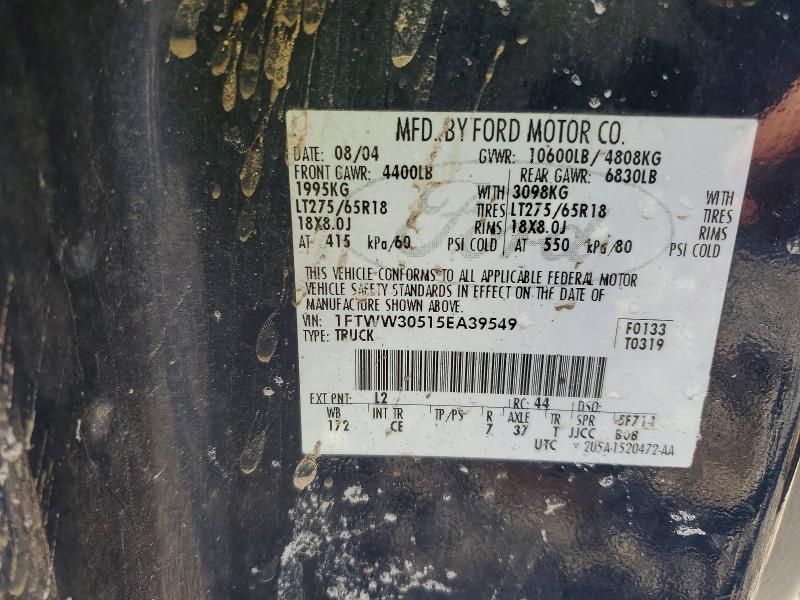 MFD. BY FORD MOTOR CO.
DATE: 08/04 GVWR: 10600LB/ 4808KG
FRONT GAWR: 4400LB REAR GAWR: 6830LB
1995KG WITH 3098KG WITH
LT275/65R18 TIRES LT275/65R18 TIRES
18X8.0J RIMS 18X8.0J RIMS
AT 415 kPa/60 PSI COLD AT 550 kPa/80 PSI COLD
THIS VEHICLE CONFORMS TO ALL APPLICABLE FEDERAL MOTOR
VEHICLE SAFETY STANDARDS IN EFFECT ON THE DATE OF
MANUFACTURE SHOWN ABOVE.
VIN: 1FTWW30515EA39549 F0133
TYPE: TRUCK T0319
EXT PNT: L2 RC: 44 DSO:
WB INT TR TP/PS R AXLE TR SPR
172 CE 7 37 T JJCC
UTC